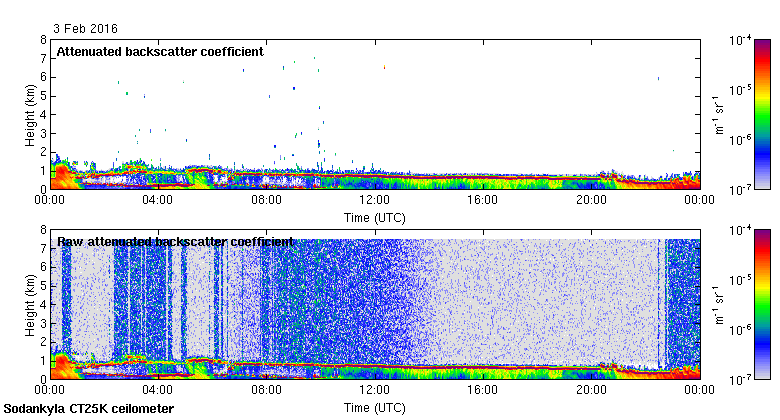 3 Feb 2016
Attenuated backscatter coefficient
8
7
6
5
4
3
2
1
0
Height (km)
00:00 04:00 08:00 12:00 16:00 20:00 00:00
Time (UTC)
10^-4
10^-5
10^-6
10^-7
m^-1 sr^-1
Raw attenuated backscatter coefficient
8
7
6
5
4
3
2
1
0
Height (km)
00:00 04:00 08:00 12:00 16:00 20:00 00:00
Time (UTC)
10^-4
10^-5
10^-6
10^-7
m^-1 sr^-1
Sodankyla CT25K ceilometer